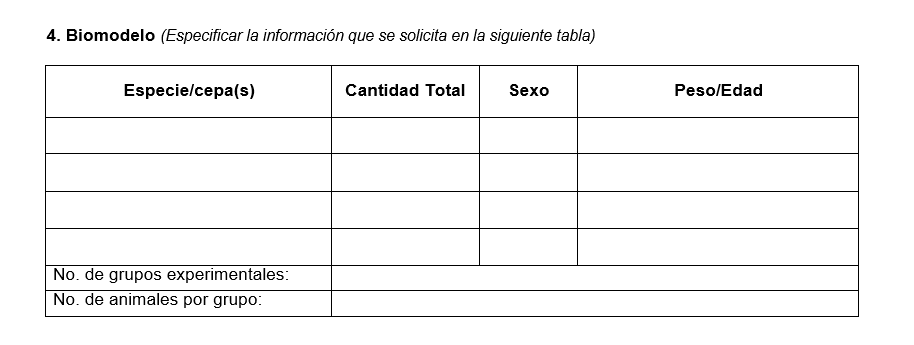 4. Biomodelo (Especificar la información que se solicita en la siguiente tabla)
Especie/cepa(s) Cantidad Total Sexo Peso/Edad
No. de grupos experimentales:
No. de animales por grupo: